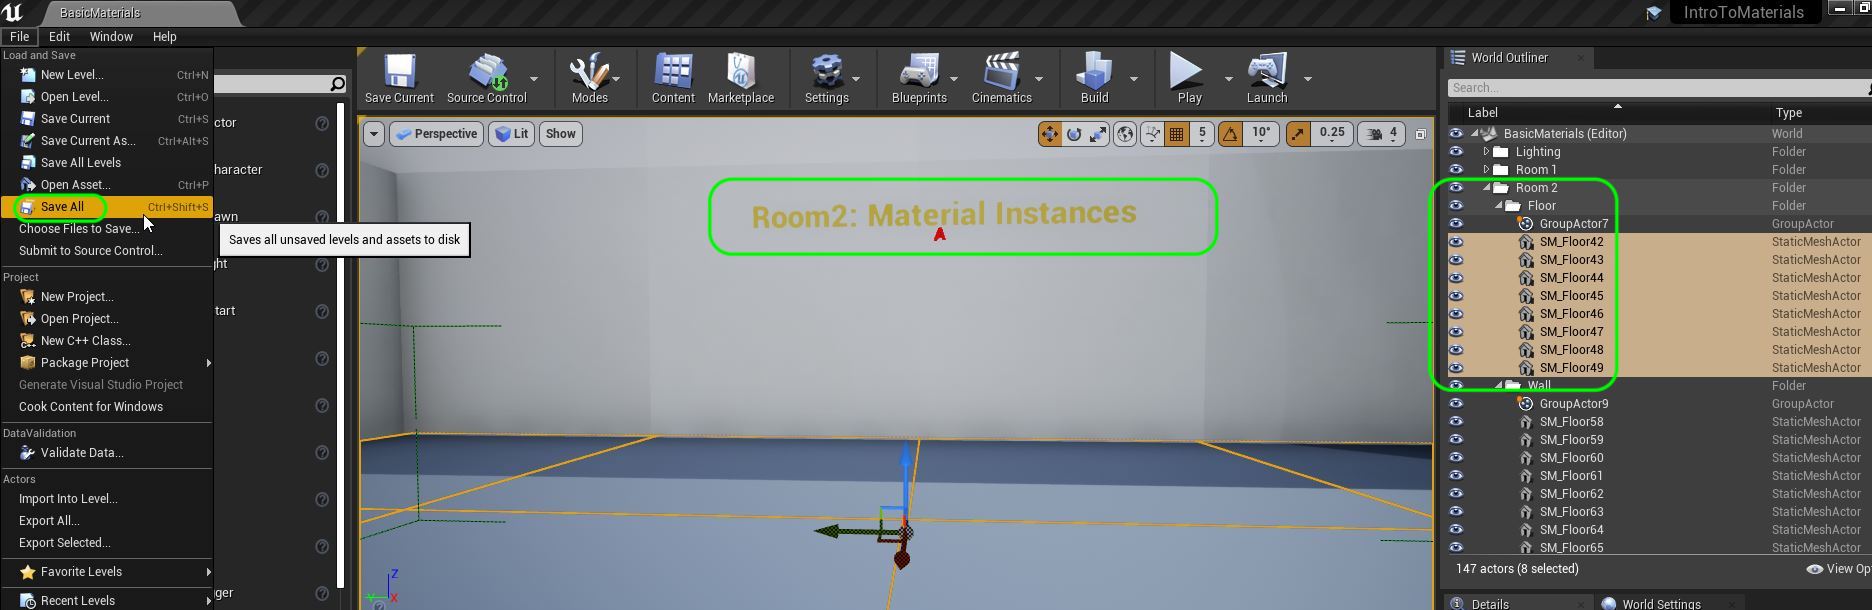 BasicMaterials
IntroToMaterials
File Edit Window Help
Load and Save
New Level... Ctrl+N
Open Level... Ctrl+O
Save Current Ctrl+S
Save Current As... Ctrl+Alt+S
Save All Levels
Open Asset... Ctrl+P
Save All Ctrl+Shift+S
Choose Files to Save...
Submit to Source Control...
Project
New Project...
Open Project...
New C++ Class...
Package Project
Generate Visual Studio Project
Cook Content for Windows
DataValidation
Validate Data...
Actors
Import Into Level...
Export All...
Export Selected...
Favorite Levels
Recent Levels
Saves all unsaved levels and assets to disk
ctor
haracter
awn
ght
tart
ger
Save Current
Source Control
Modes
Content
Marketplace
Settings
Blueprints
Cinematics
Build
Play
Launch
Perspective Lit Show
5 10° 0.25 4
Room2: Material Instances
Z
Y X
World Outliner
Search...
Label Type
BasicMaterials (Editor) World
Lighting Folder
Room 1 Folder
Room 2 Folder
Floor Folder
GroupActor7 GroupActor
SM_Floor42 StaticMeshActor
SM_Floor43 StaticMeshActor
SM_Floor44 StaticMeshActor
SM_Floor45 StaticMeshActor
SM_Floor46 StaticMeshActor
SM_Floor47 StaticMeshActor
SM_Floor48 StaticMeshActor
SM_Floor49 StaticMeshActor
Wall Folder
GroupActor9 GroupActor
SM_Floor58 StaticMeshActor
SM_Floor59 StaticMeshActor
SM_Floor60 StaticMeshActor
SM_Floor61 StaticMeshActor
SM_Floor62 StaticMeshActor
SM_Floor63 StaticMeshActor
SM_Floor64 StaticMeshActor
SM_Floor65 StaticMeshActor
147 actors (8 selected) View Opt
Details World Settings